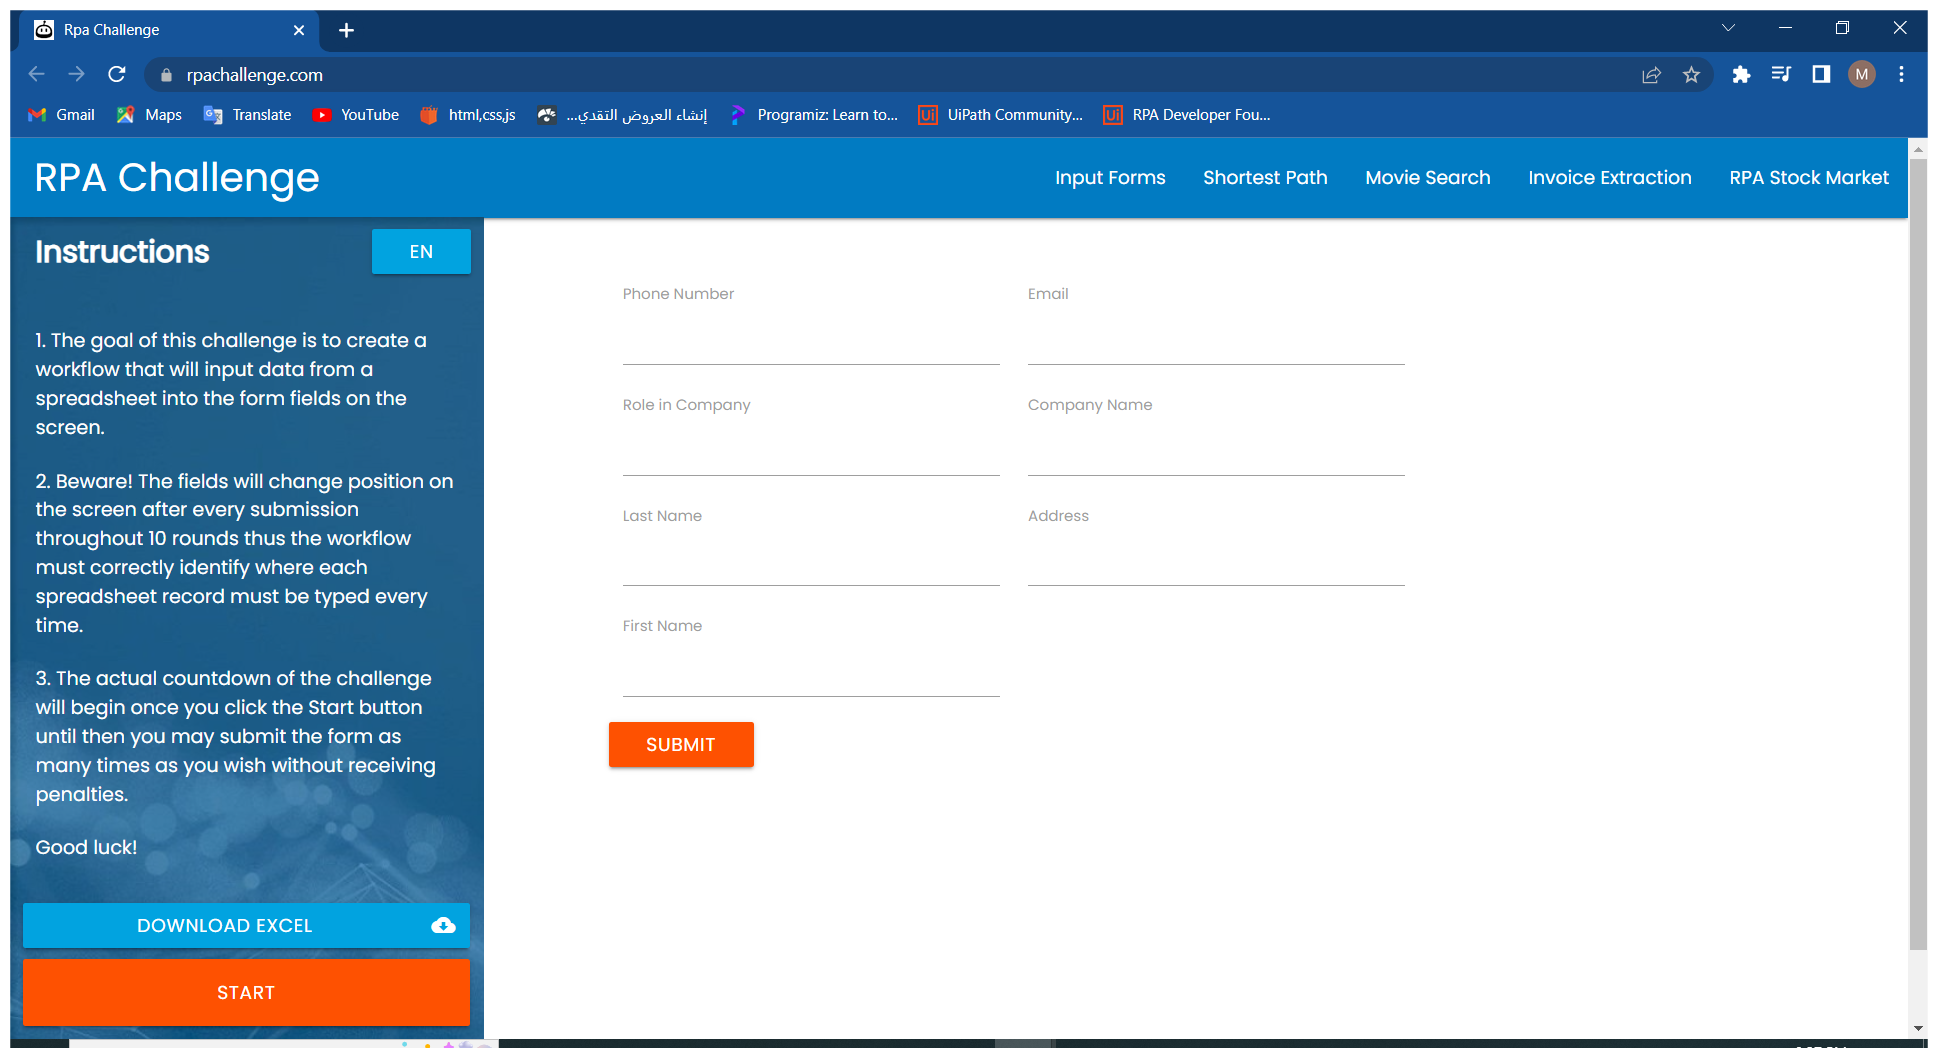 Rpa Challenge
rpachallenge.com
M
Gmail
Maps
Translate
YouTube
html,css,js
إنشاء العروض التقدي...
Programiz: Learn to...
UiPath Community...
RPA Developer Fou...
RPA Challenge
Input Forms
Shortest Path
Movie Search
Invoice Extraction
RPA Stock Market
Instructions
EN
1. The goal of this challenge is to create a
workflow that will input data from a
spreadsheet into the form fields on the
screen.
2. Beware! The fields will change position on
the screen after every submission
throughout 10 rounds thus the workflow
must correctly identify where each
spreadsheet record must be typed every
time.
3. The actual countdown of the challenge
will begin once you click the Start button
until then you may submit the form as
many times as you wish without receiving
penalties.
Good luck!
DOWNLOAD EXCEL
START
Phone Number
Email
Role in Company
Company Name
Last Name
Address
First Name
SUBMIT